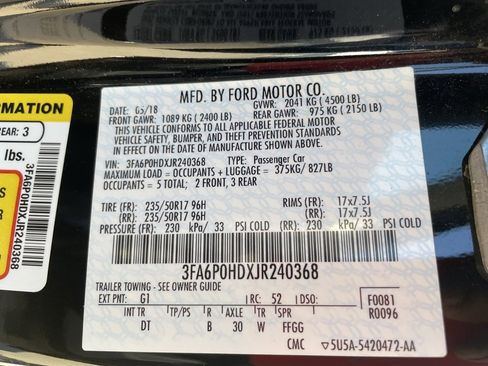 MFD. BY FORD MOTOR CO.
DATE: 05/18 GVWR: 2041 KG ( 4500 LB)
FRONT GAWR: 1089 KG ( 2400 LB) REAR GAWR: 975 KG ( 2150 LB)
THIS VEHICLE CONFORMS TO ALL APPLICABLE FEDERAL MOTOR
VEHICLE SAFETY, BUMPER, AND THEFT PREVENTION STANDARDS
IN EFFECT ON THE DATE OF MANUFACTURE SHOWN ABOVE.
VIN: 3FA6P0HDXJR240368 TYPE: Passenger Car
MAXIMUM LOAD = OCCUPANTS + LUGGAGE = 375KG/ 827LB
OCCUPANTS = 5 TOTAL; 2 FRONT, 3 REAR
TIRE (FR): 235/50R17 96H RIMS (FR): 17x7.5J
(RR): 235/50R17 96H (RR): 17x7.5J
PRESSURE (FR) 230 kPa/ 33 PSI COLD (RR) 230 kPa/ 33 PSI COLD
3FA6P0HDXJR240368
TRAILER TOWING - SEE OWNER GUIDE
EXT PNT: G1 RC: 52 DSO: F0081
R0096
INT TR TP/PS R AXLE TR SPR
DT B 30 W FFGG
CMC 5U5A-5420472-AA
FORMATION
REAR: 3
lbs.
3FA6P0HDXJR240368